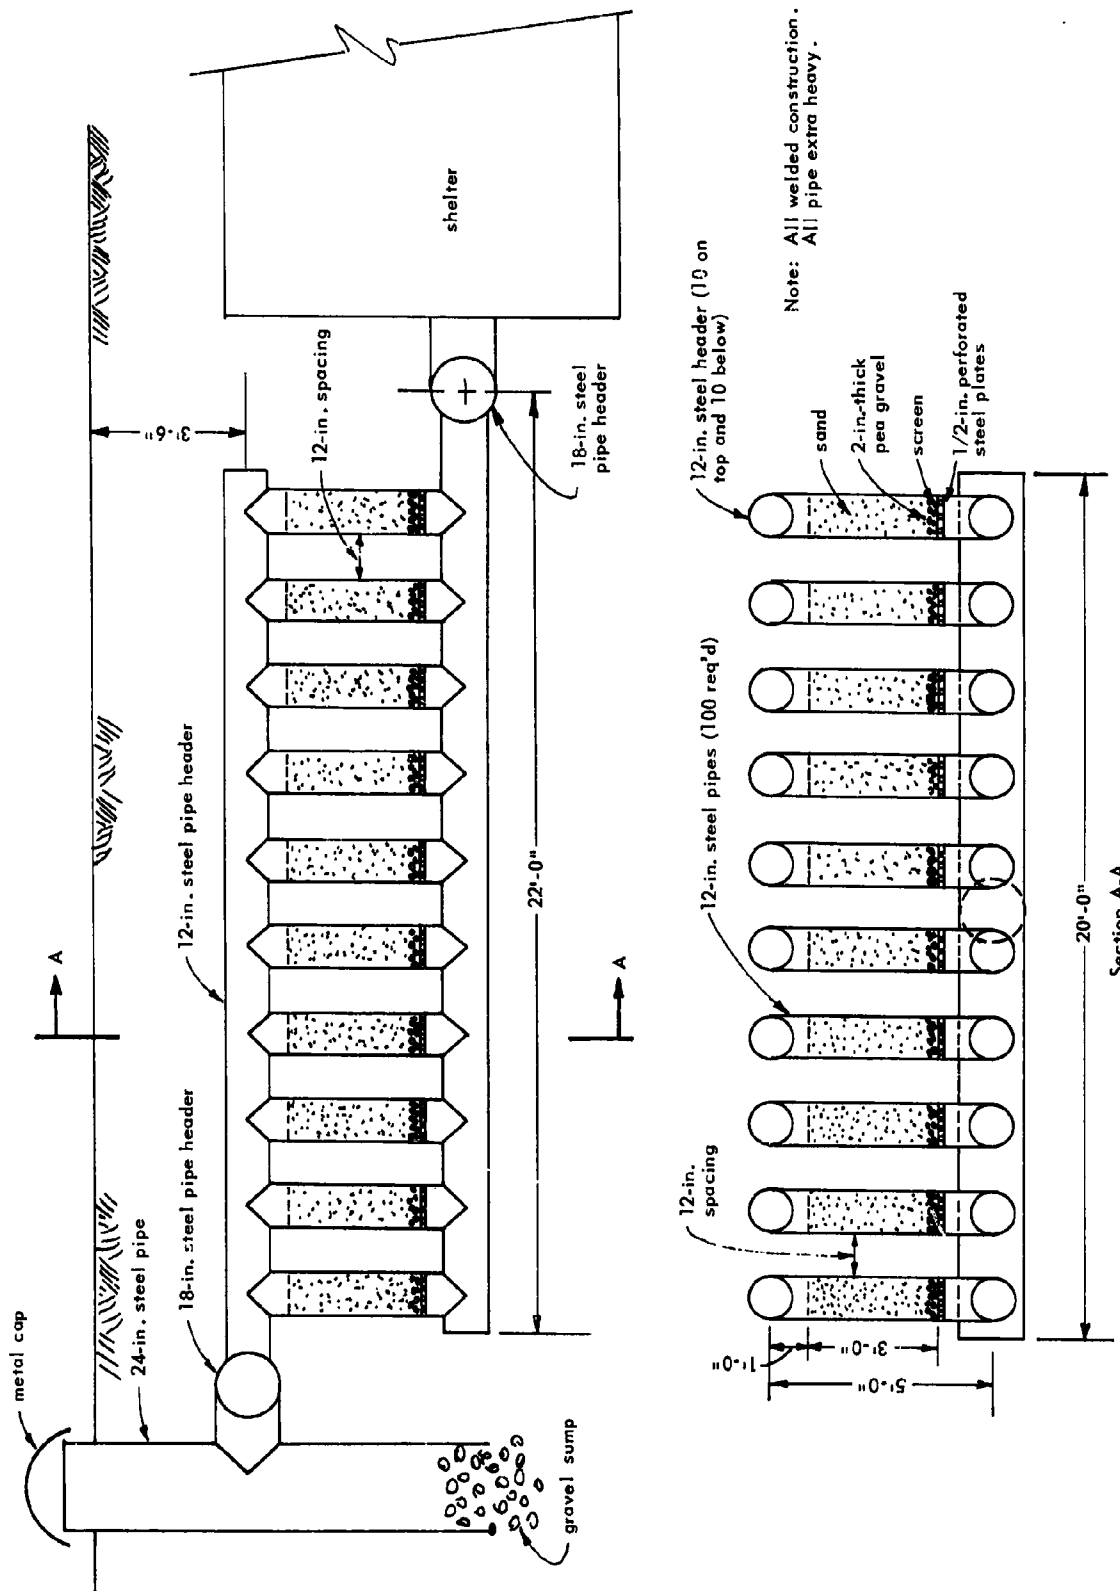 metal cap
24-in. steel pipe
18-in. steel pipe header
A
12-in. steel pipe header
3'-6"
12-in. spacing
shelter
gravel sump
A
22'-0"
18-in. steel
pipe header
12-in.
spacing
12-in. steel pipes (100 req'd)
12-in. steel header (10 on
top and 10 below)
Note: All welded construction.
All pipe extra heavy.
sand
2-in.-thick
pea gravel
screen
1/2-in. perforated
steel plates
1'-0"
3'-0"
5'-0"
20'-0"
Section A-A